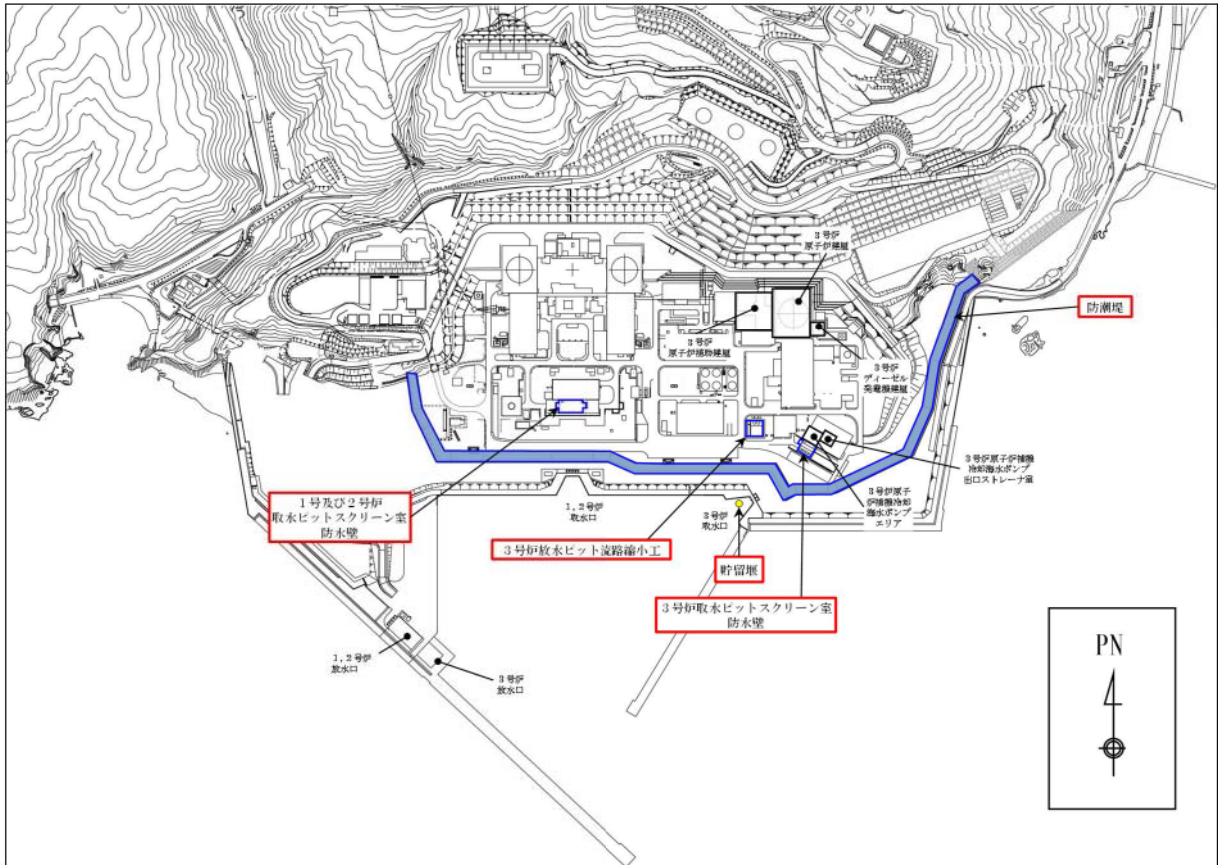 3号炉
原子炉建屋
防潮堤
3号炉
原子炉補助建屋
3号炉
ディーゼル
発電機建屋
3号炉原子炉補機
冷却海水ポンプ
出口ストレーナ室
3号炉原子
炉補機冷却
海水ポンプ
エリア
1号及び2号炉
取水ピットスクリーン室
防水壁
1,2号炉
取水口
3号炉
取水口
3号炉放水ピット流路縮小工
貯留堰
3号炉取水ピットスクリーン室
防水壁
1,2号炉
放水口
3号炉
放水口
PN